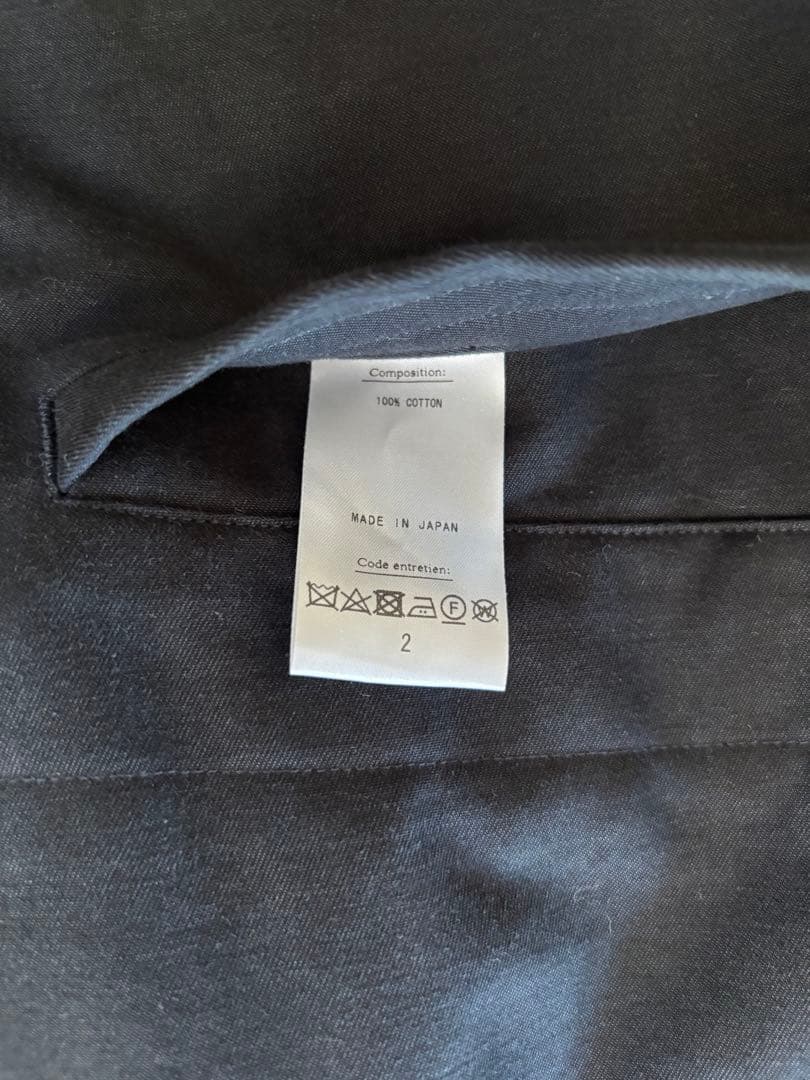 Composition:
100% COTTON
MADE IN JAPAN
Code entretien:
F W
2